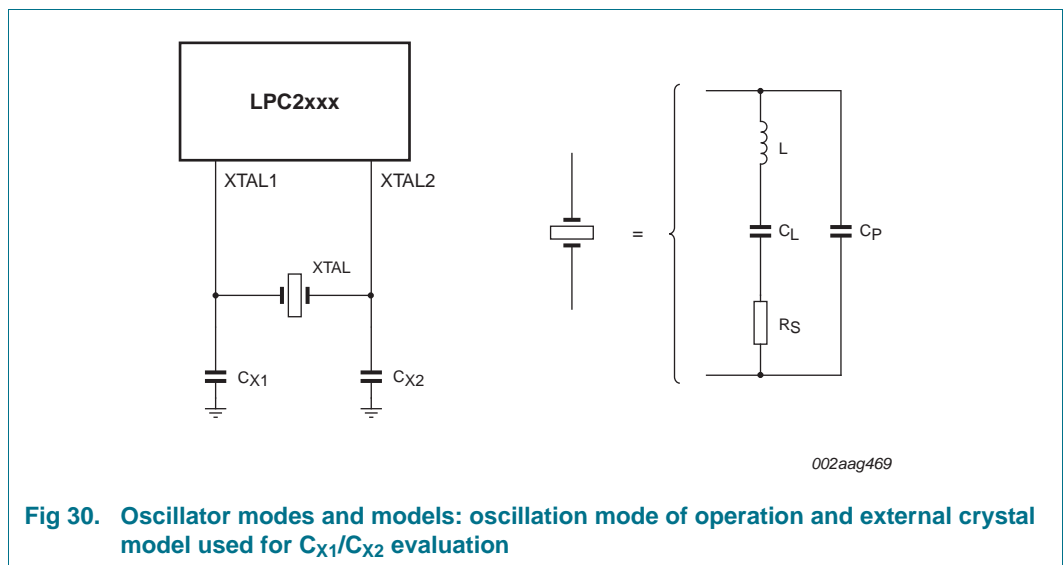 LPC2xxx
XTAL1
XTAL2
XTAL
CX1
CX2
=
L
CL
CP
RS
002aag469
Fig 30. Oscillator modes and models: oscillation mode of operation and external crystal
model used for CX1/CX2 evaluation